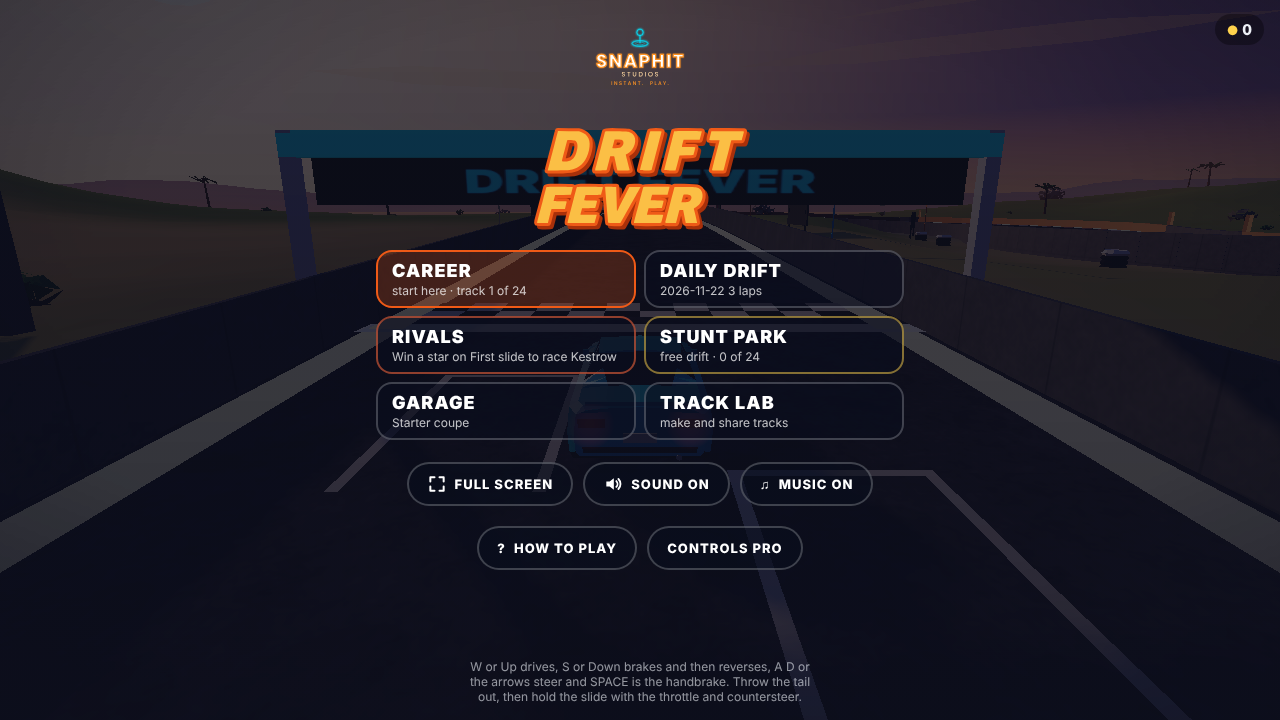 0
SNAPHIT
STUDIOS
INSTANT. PLAY.
DRIFT
FEVER
DRIFT FEVER
CAREER
start here · track 1 of 24
DAILY DRIFT
2026-11-22 3 laps
RIVALS
Win a star on First slide to race Kestrow
STUNT PARK
free drift · 0 of 24
GARAGE
Starter coupe
TRACK LAB
make and share tracks
FULL SCREEN
SOUND ON
♫ MUSIC ON
? HOW TO PLAY
CONTROLS PRO
W or Up drives, S or Down brakes and then reverses, A D or
the arrows steer and SPACE is the handbrake. Throw the tail
out, then hold the slide with the throttle and countersteer.